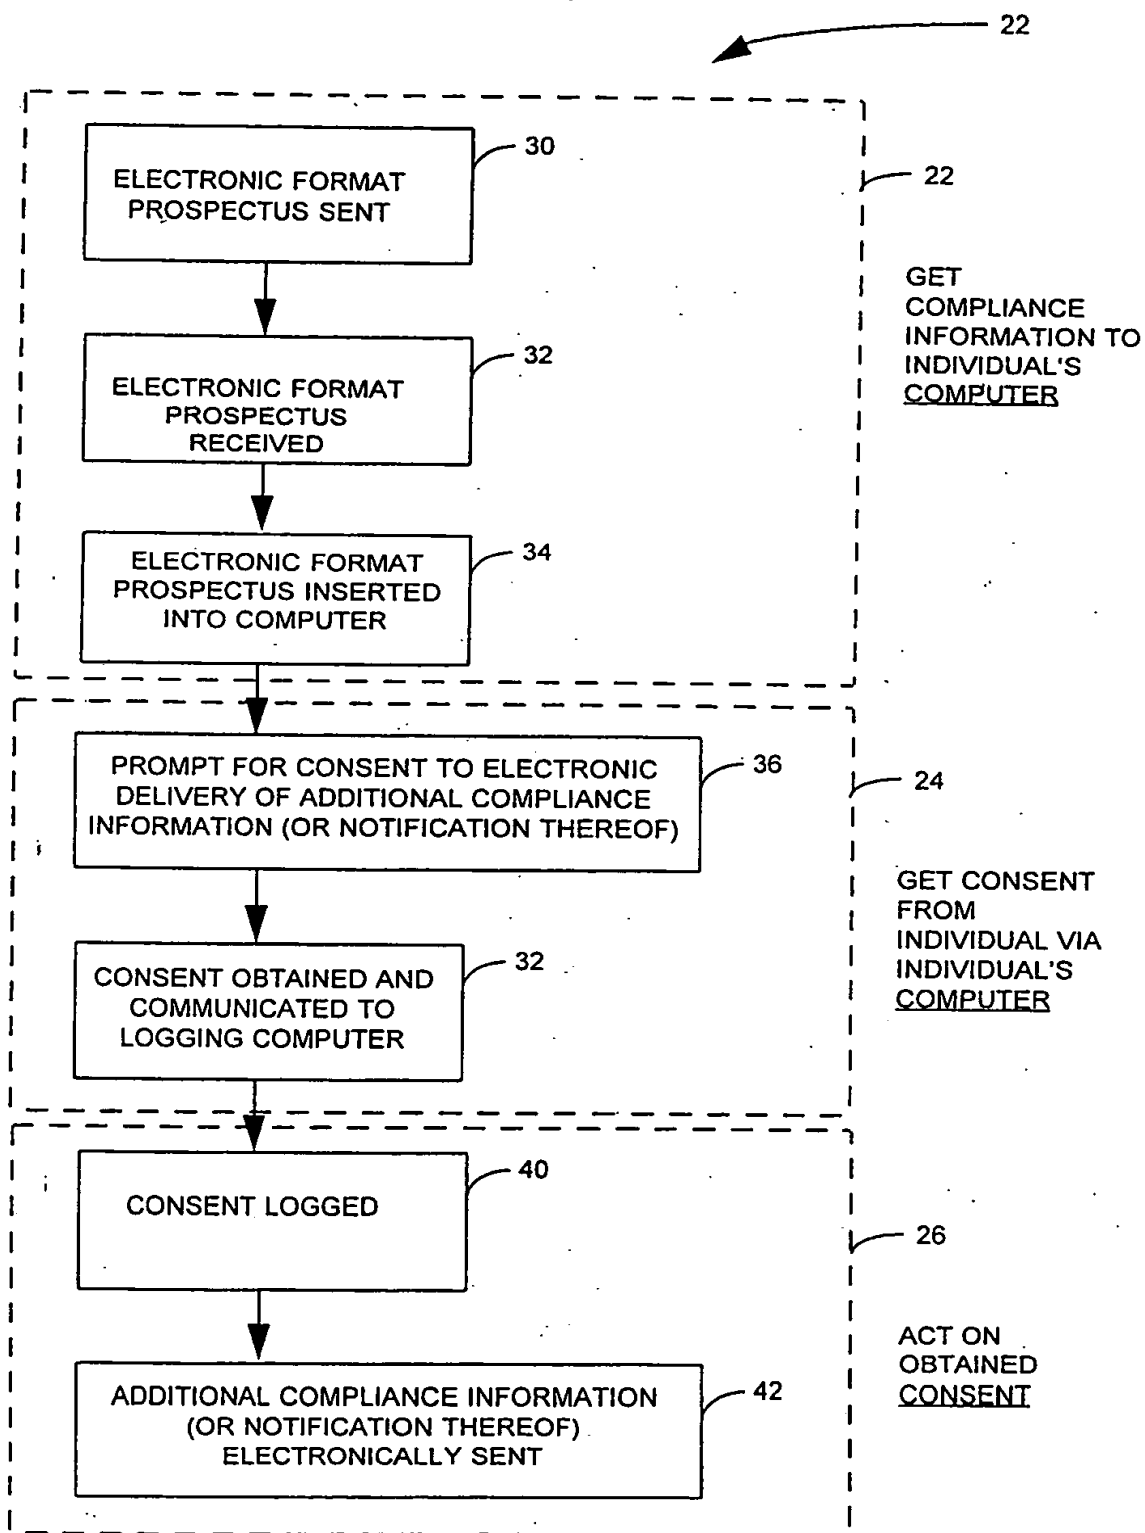 22
30
ELECTRONIC FORMAT
PROSPECTUS SENT
22
GET
COMPLIANCE
INFORMATION TO
INDIVIDUAL'S
COMPUTER
32
ELECTRONIC FORMAT
PROSPECTUS
RECEIVED
34
ELECTRONIC FORMAT
PROSPECTUS INSERTED
INTO COMPUTER
36
PROMPT FOR CONSENT TO ELECTRONIC
DELIVERY OF ADDITIONAL COMPLIANCE
INFORMATION (OR NOTIFICATION THEREOF)
24
GET CONSENT
FROM
INDIVIDUAL VIA
INDIVIDUAL'S
COMPUTER
32
CONSENT OBTAINED AND
COMMUNICATED TO
LOGGING COMPUTER
40
CONSENT LOGGED
26
ACT ON
OBTAINED
CONSENT
42
ADDITIONAL COMPLIANCE INFORMATION
(OR NOTIFICATION THEREOF)
ELECTRONICALLY SENT